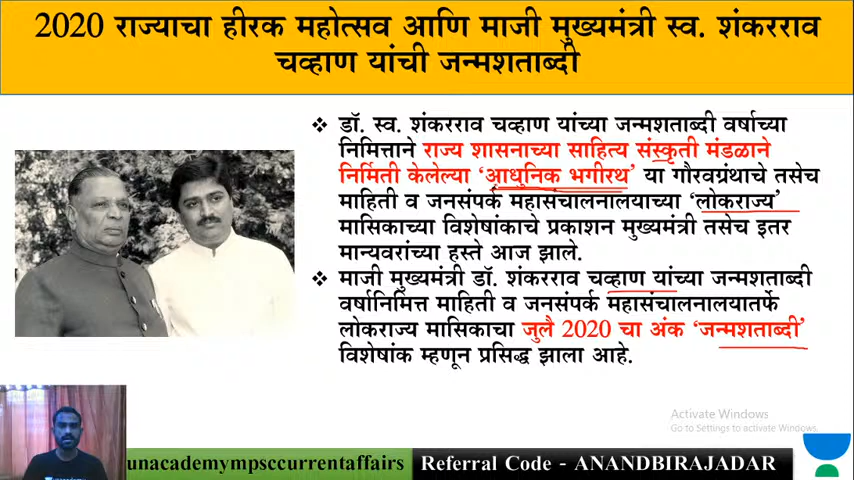 2020 राज्याचा हीरक महोत्सव आणि माजी मुख्यमंत्री स्व. शंकरराव
चव्हाण यांची जन्मशताब्दी
❖ डॉ. स्व. शंकरराव चव्हाण यांच्या जन्मशताब्दी वर्षाच्या
निमित्ताने राज्य शासनाच्या साहित्य संस्कृती मंडळाने
निर्मिती केलेल्या ‘आधुनिक भगीरथ’ या गौरवग्रंथाचे तसेच
माहिती व जनसंपर्क महासंचालनालयाच्या ‘लोकराज्य’
मासिकाच्या विशेषांकाचे प्रकाशन मुख्यमंत्री तसेच इतर
मान्यवरांच्या हस्ते आज झाले.
❖ माजी मुख्यमंत्री डॉ. शंकरराव चव्हाण यांच्या जन्मशताब्दी
वर्षानिमित्त माहिती व जनसंपर्क महासंचालनालयातर्फे
लोकराज्य मासिकाचा जुलै 2020 चा अंक ‘जन्मशताब्दी’
विशेषांक म्हणून प्रसिद्ध झाला आहे.
Activate Windows
Go to Settings to activate Windows.
unacademympsccurrentaffairs
Referral Code - ANANDBIRAJADAR